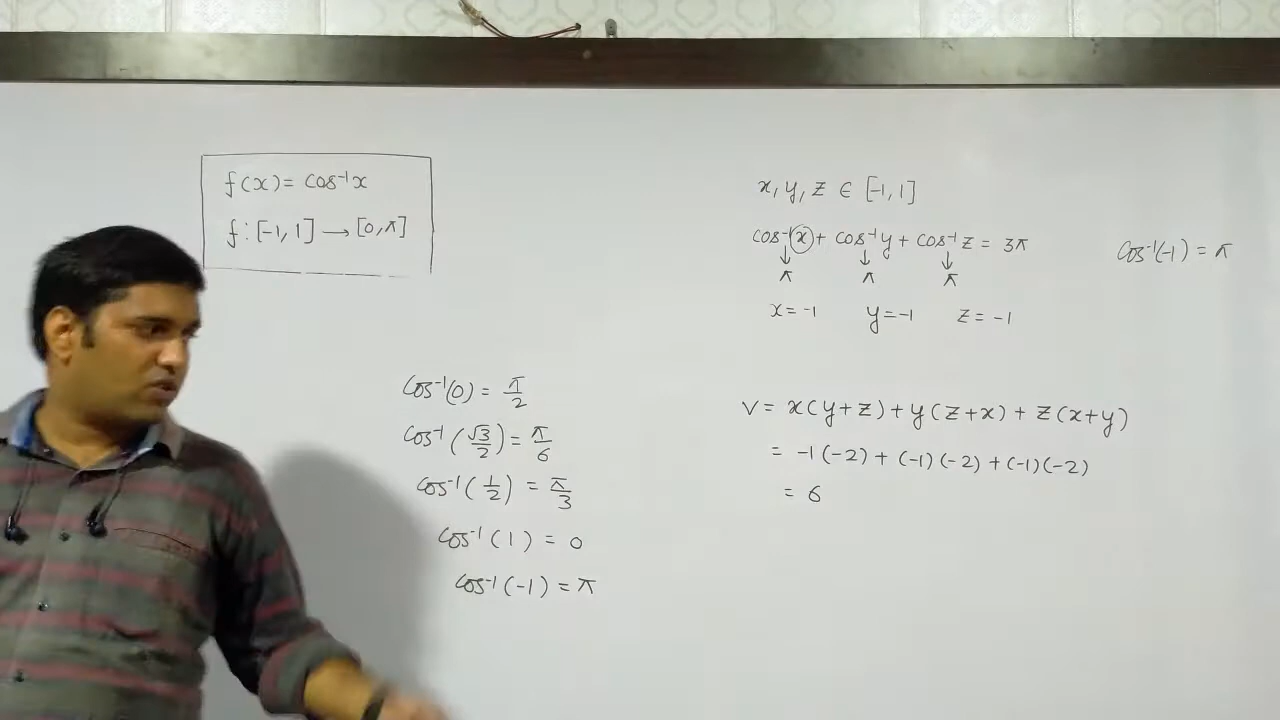 f(x) = cos⁻¹x
f : [-1, 1] → [0, π]
cos⁻¹(0) = π/2
cos⁻¹(√3/2) = π/6
cos⁻¹(1/2) = π/3
cos⁻¹(1) = 0
cos⁻¹(-1) = π
x, y, z ∈ [-1, 1]
cos⁻¹x + cos⁻¹y + cos⁻¹z = 3π
↓ ↓ ↓
π π π
x = -1 y = -1 z = -1
cos⁻¹(-1) = π
V = x(y+z) + y(z+x) + z(x+y)
= -1(-2) + (-1)(-2) + (-1)(-2)
= 6